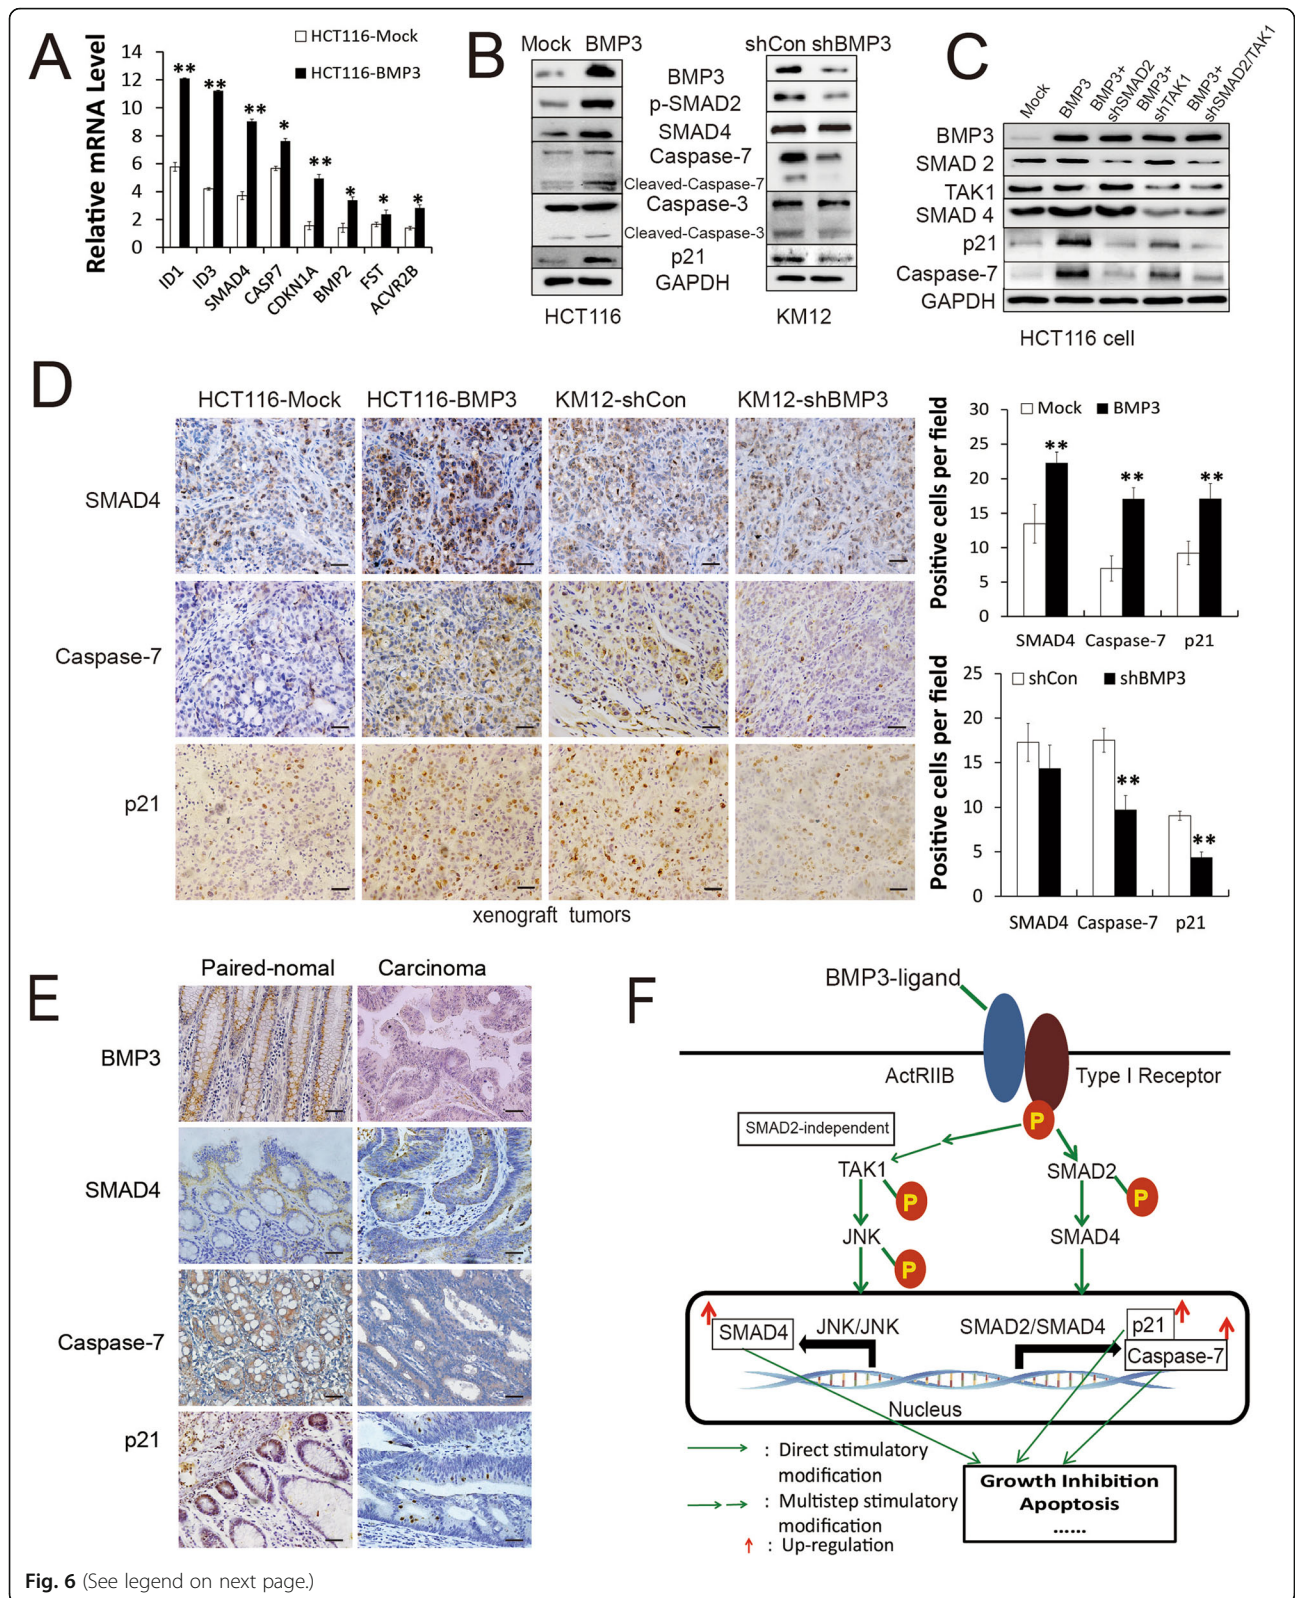 A
Relative mRNA Level
14
12
10
8
6
4
2
0
HCT116-Mock
HCT116-BMP3
**
**
**
*
**
*
*
*
ID1
ID3
SMAD4
CASP7
CDKN1A
BMP2
FST
ACVR2B
B
Mock BMP3
shCon shBMP3
BMP3
p-SMAD2
SMAD4
Caspase-7
Cleaved-Caspase-7
Caspase-3
Cleaved-Caspase-3
p21
GAPDH
HCT116
KM12
C
Mock
BMP3
BMP3+
shSMAD2
BMP3+
shTAK1
BMP3+
shSMAD2/TAK1
BMP3
SMAD 2
TAK1
SMAD 4
p21
Caspase-7
GAPDH
HCT116 cell
D
HCT116-Mock
HCT116-BMP3
KM12-shCon
KM12-shBMP3
SMAD4
Caspase-7
p21
xenograft tumors
Positive cells per field
30
25
20
15
10
5
0
Mock
BMP3
**
**
**
SMAD4 Caspase-7 p21
Positive cells per field
25
20
15
10
5
0
shCon
shBMP3
**
**
SMAD4 Caspase-7 p21
E
Paired-nomal
Carcinoma
BMP3
SMAD4
Caspase-7
p21
F
BMP3-ligand
ActRIIB
Type I Receptor
P
SMAD2-independent
TAK1
P
SMAD2
P
JNK
P
SMAD4
SMAD4
JNK/JNK
SMAD2/SMAD4
p21
Caspase-7
Nucleus
: Direct stimulatory
modification
: Multistep stimulatory
modification
: Up-regulation
Growth Inhibition
Apoptosis
......
Fig. 6 (See legend on next page.)